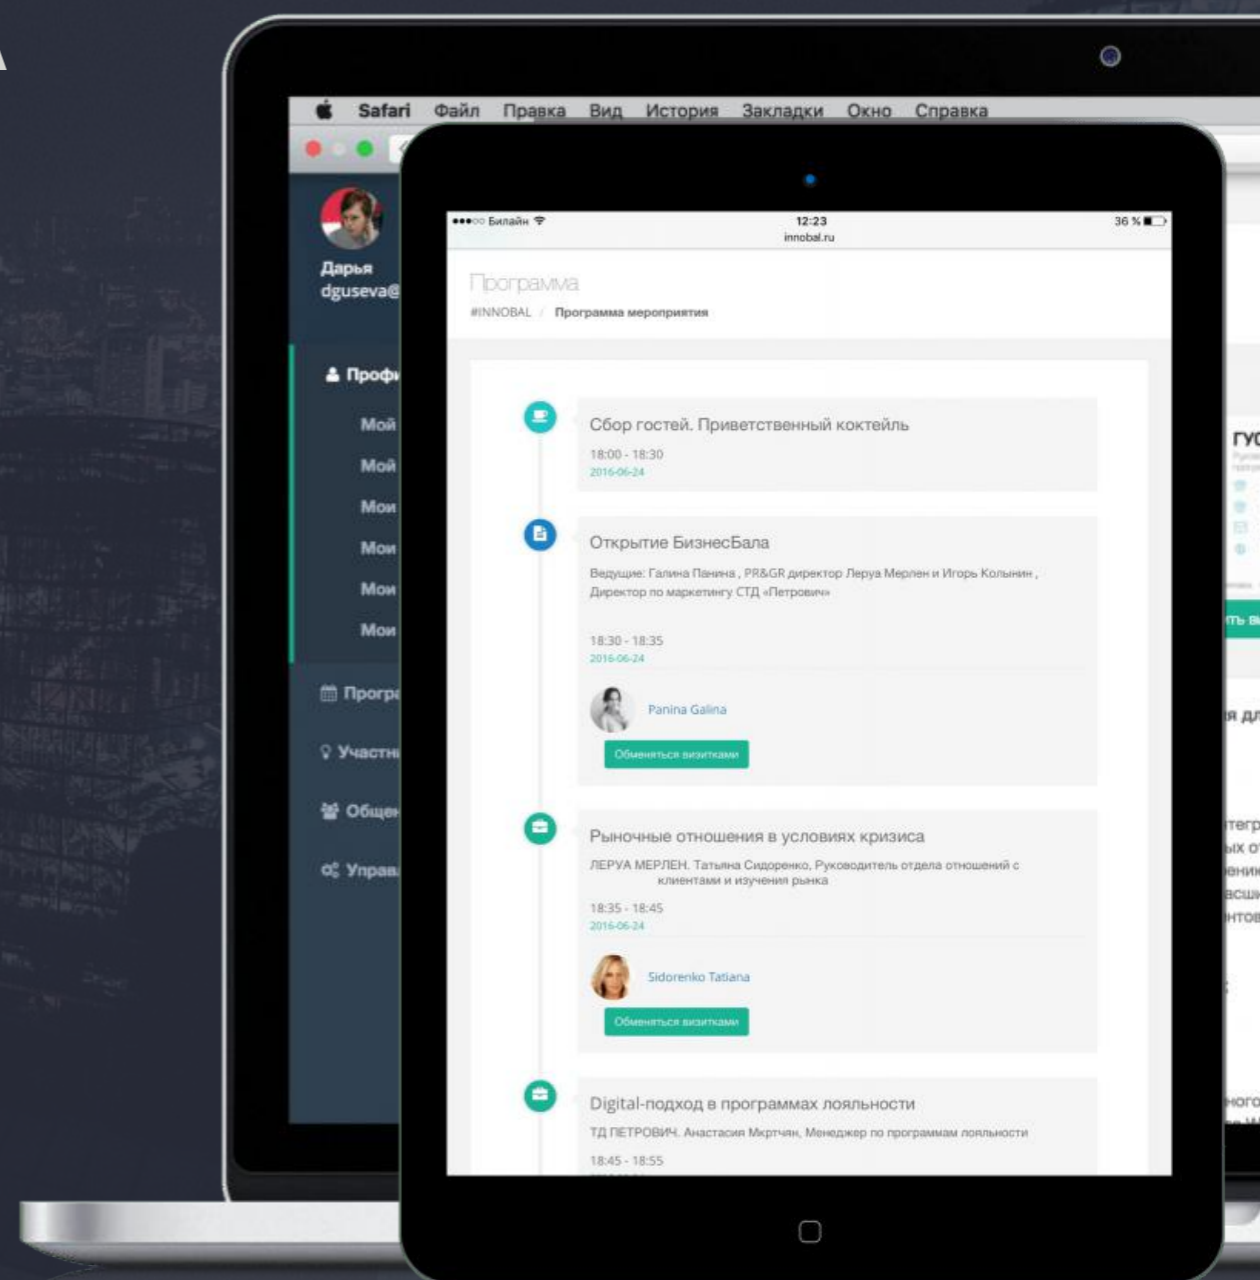 Safari Файл Правка Вид История Закладки Окно Справка
Дарья
dguseva@
Мой
Мой
Мои
Мои
Мои
Мои
Билайн 12:23 36 %
innobal.ru
Программа
#INNOBAL / Программа мероприятия
Сбор гостей. Приветственный коктейль
18:00 - 18:30
2016-06-24
Открытие БизнесБала
Ведущие: Галина Панина , PR&GR директор Леруа Мерлен и Игорь Колынин ,
Директор по маркетингу СТД «Петрович»
18:30 - 18:35
2016-06-24
Panina Galina
Обменяться визитками
Рыночные отношения в условиях кризиса
ЛЕРУА МЕРЛЕН. Татьяна Сидоренко, Руководитель отдела отношений с
клиентами и изучения рынка
18:35 - 18:45
2016-06-24
Sidorenko Tatiana
Обменяться визитками
Digital-подход в программах лояльности
ТД ПЕТРОВИЧ. Анастасия Мкртчян, Менеджер по программам лояльности
18:45 - 18:55